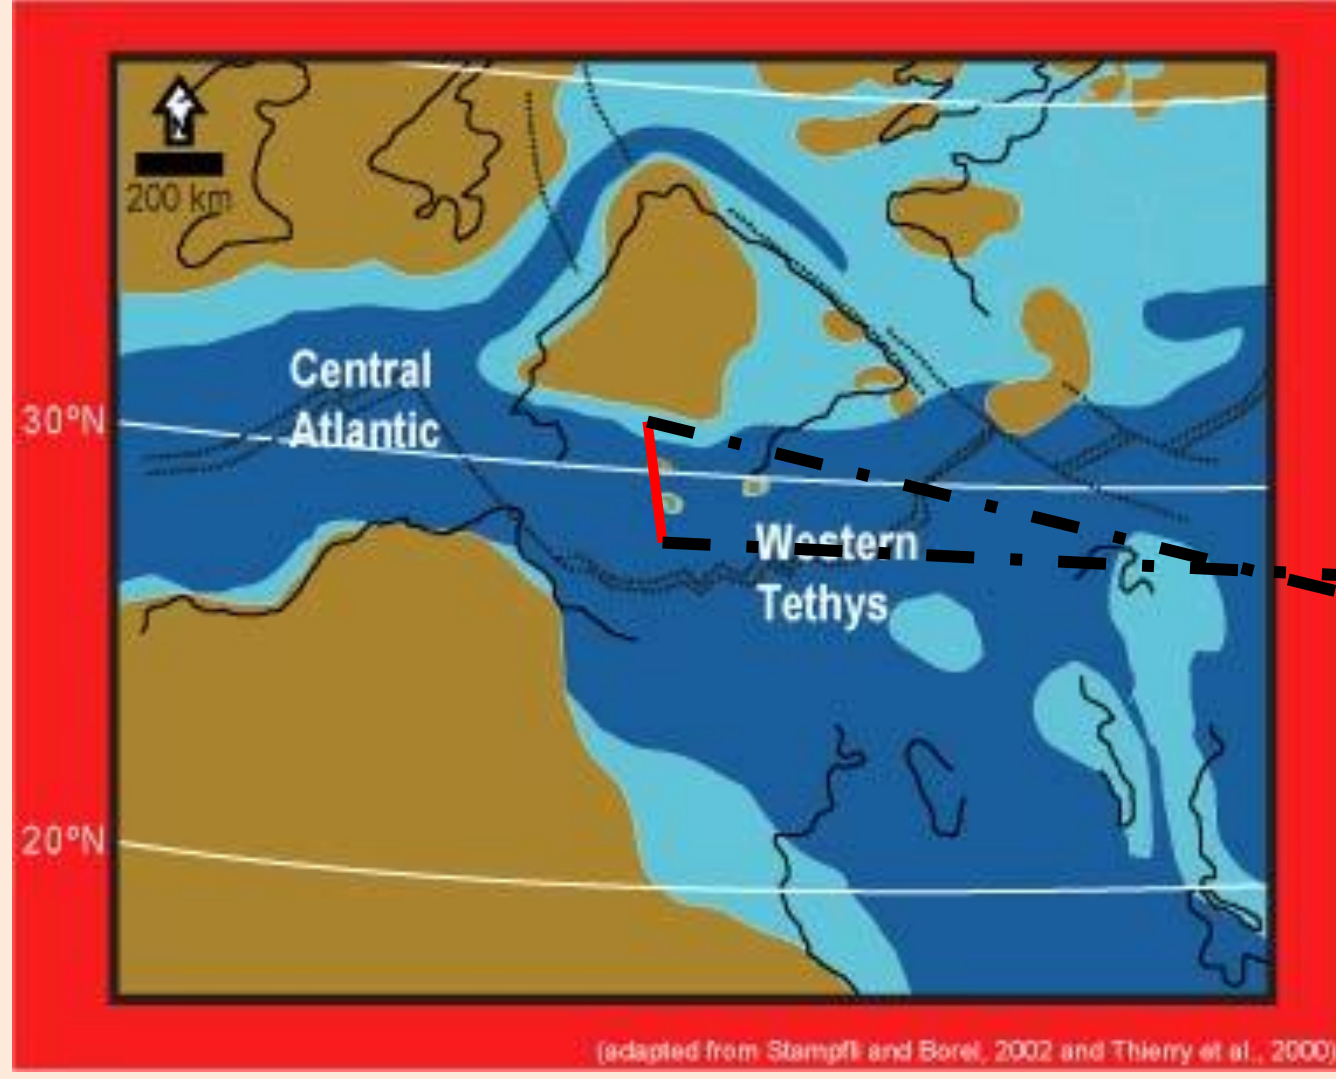 N
200 km
Central
Atlantic
30°N
Western
Tethys
20°N
(adapted from Stampfli and Borel, 2002 and Thierry et al., 2000)